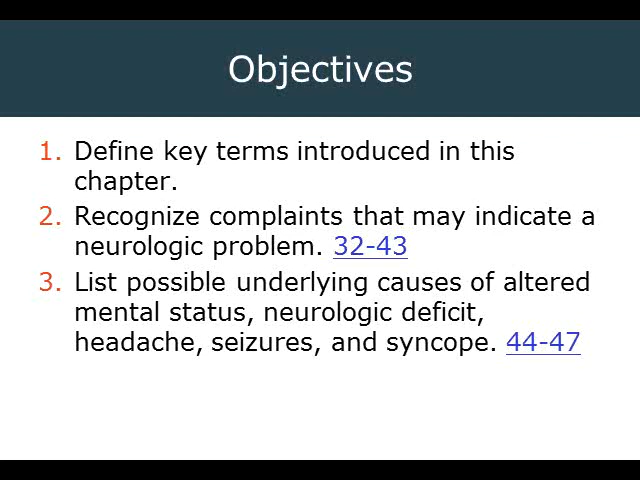 Objectives
1. Define key terms introduced in this
chapter.
2. Recognize complaints that may indicate a
neurologic problem. 32-43
3. List possible underlying causes of altered
mental status, neurologic deficit,
headache, seizures, and syncope. 44-47